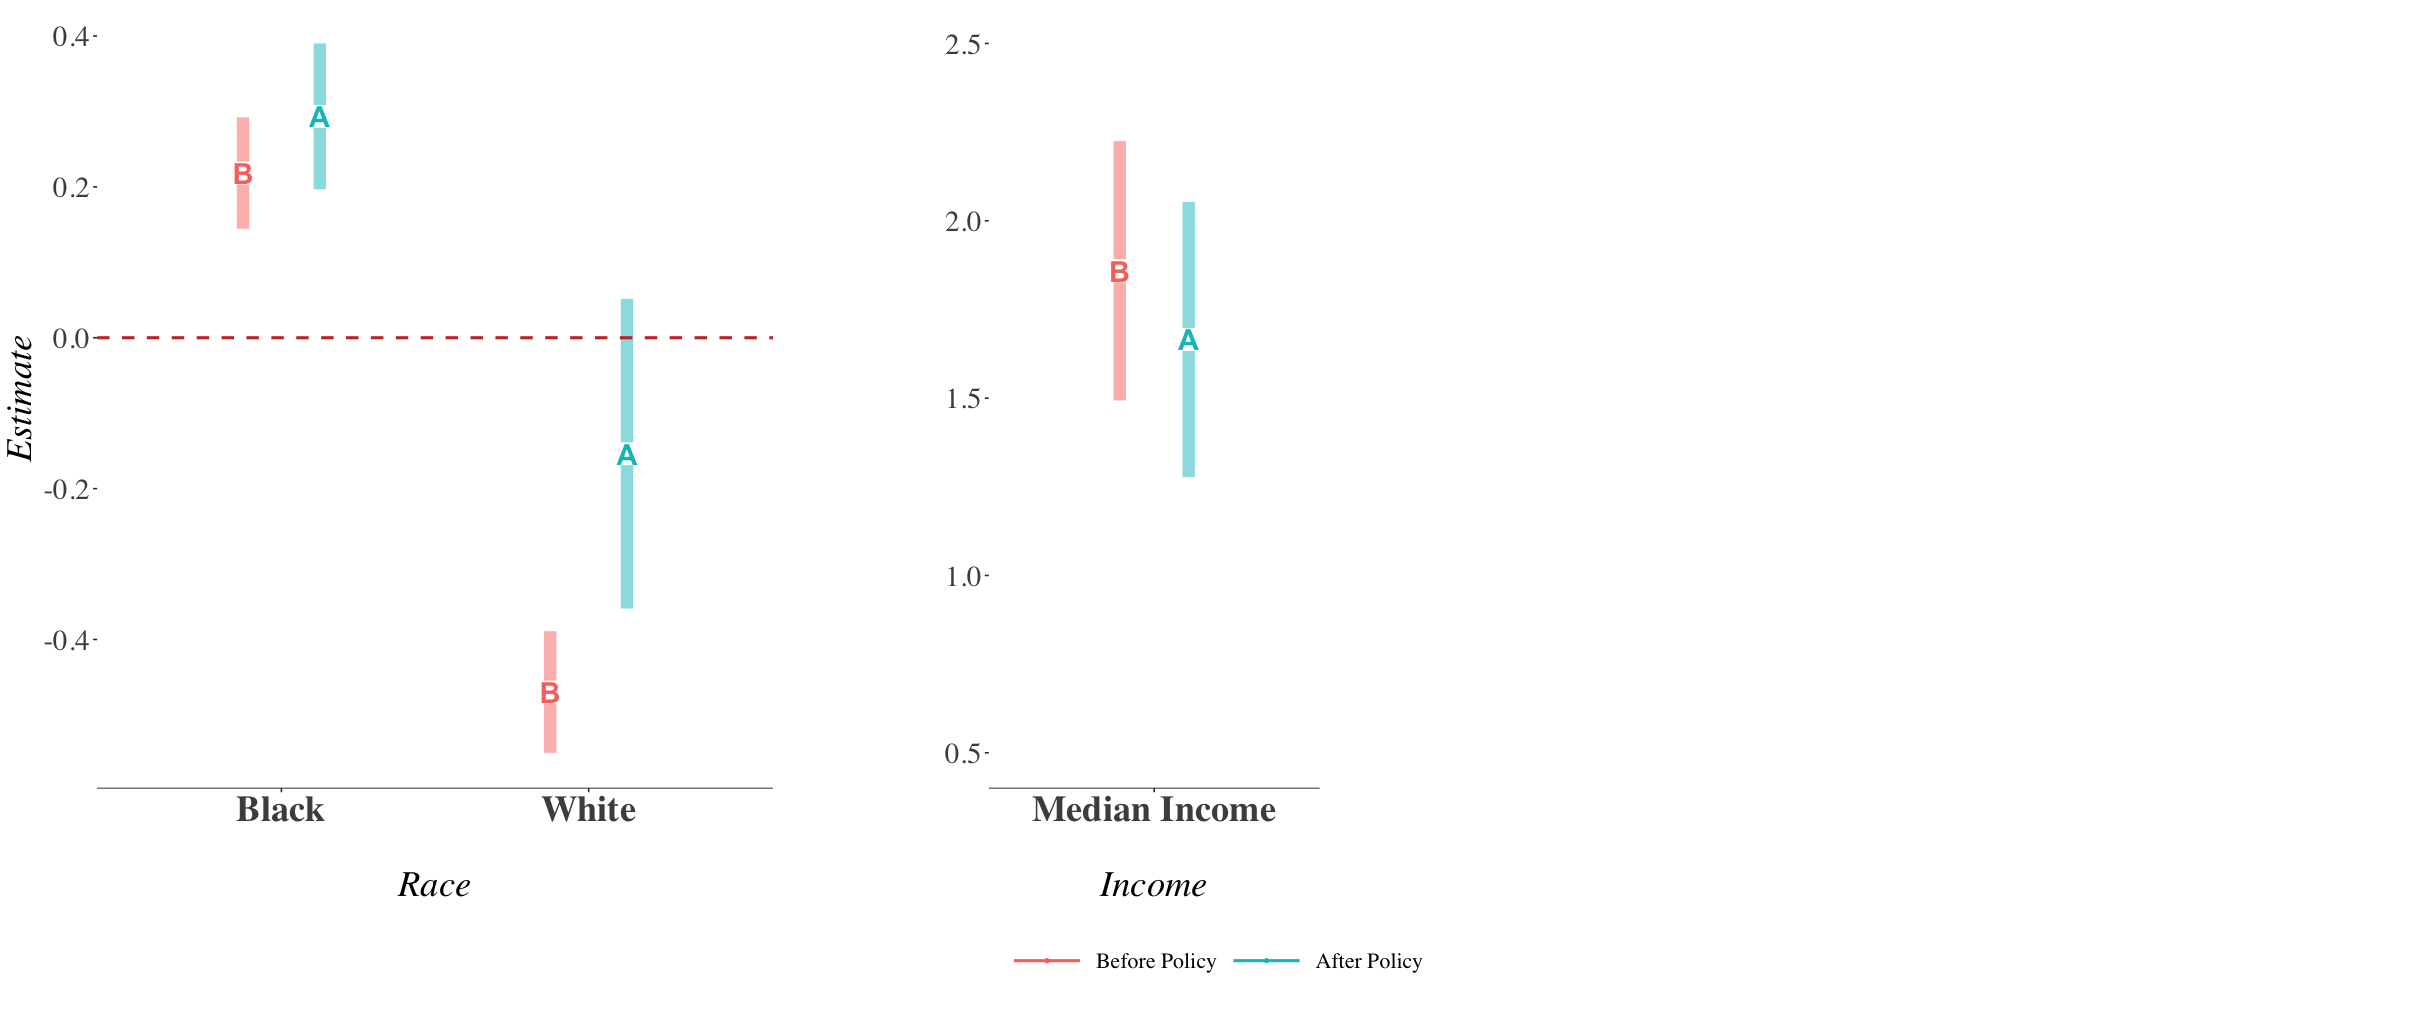 Estimate
0.4
0.2
0.0
-0.2
-0.4
B
A
B
A
Black
White
Race
2.5
2.0
1.5
1.0
0.5
B
A
Median Income
Income
Before Policy
After Policy